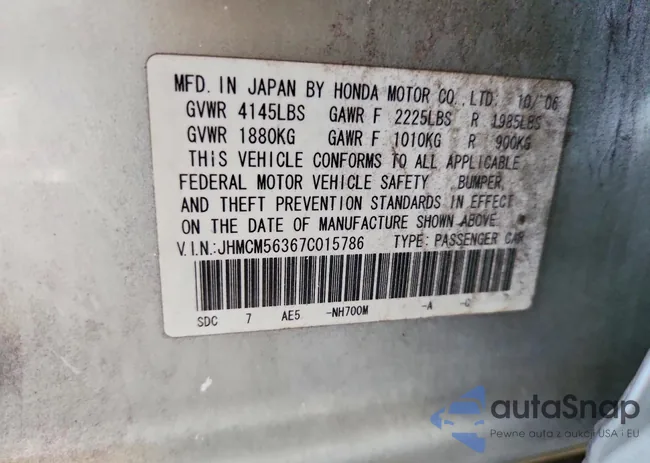 MFD. IN JAPAN BY HONDA MOTOR CO., LTD. 10/'06
GVWR 4145LBS GAWR F 2225LBS R 1985LBS
GVWR 1880KG GAWR F 1010KG R 900KG
THIS VEHICLE CONFORMS TO ALL APPLICABLE
FEDERAL MOTOR VEHICLE SAFETY, BUMPER,
AND THEFT PREVENTION STANDARDS IN EFFECT
ON THE DATE OF MANUFACTURE SHOWN ABOVE.
V.I.N.:JHMCM56367C015786 TYPE: PASSENGER CAR
SDC 7 AE5 -NH700M -A -C
autaSnap
Pewne auta z aukcji USA i EU